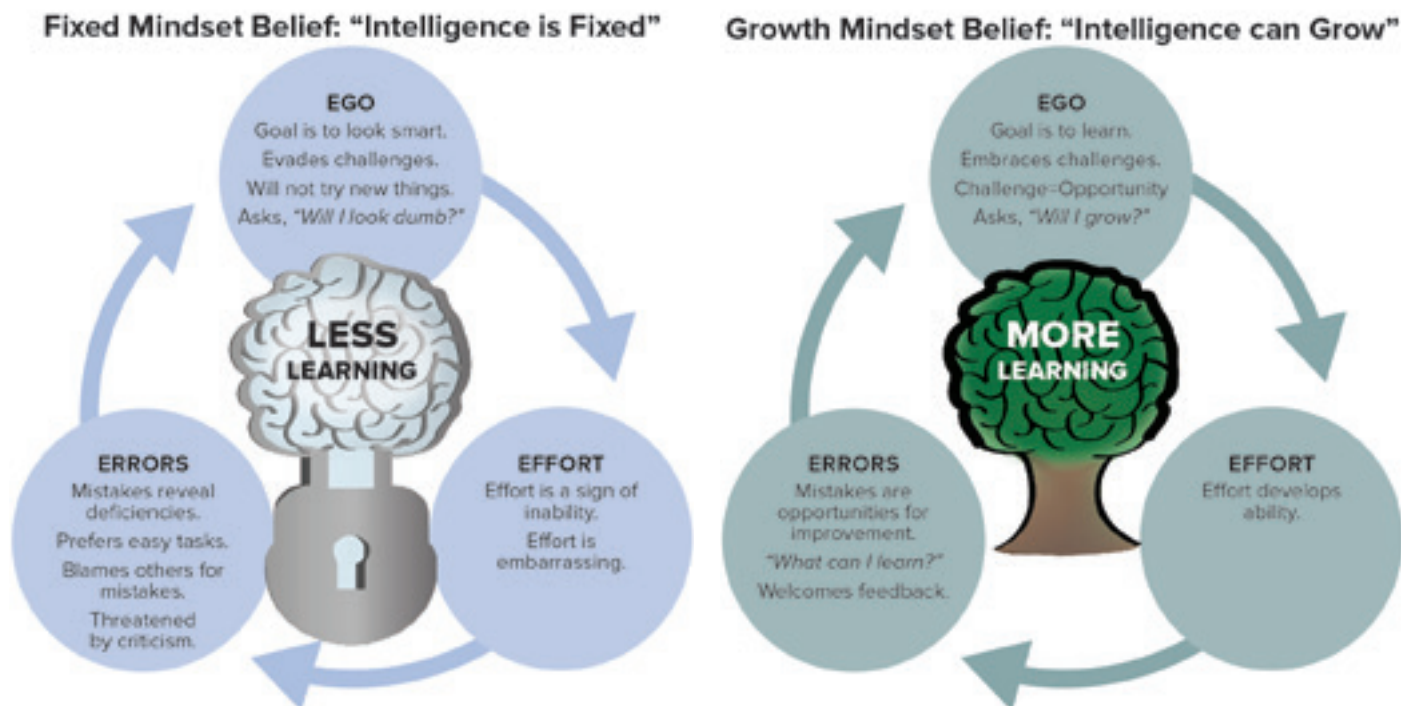 Fixed Mindset Belief: “Intelligence is Fixed”
EGO
Goal is to look smart.
Evades challenges.
Will not try new things.
Asks, “Will I look dumb?”
LESS
LEARNING
ERRORS
Mistakes reveal
deficiencies.
Prefers easy tasks.
Blames others for
mistakes.
Threatened
by criticism.
EFFORT
Effort is a sign of
inability.
Effort is
embarrassing.
Growth Mindset Belief: “Intelligence can Grow”
EGO
Goal is to learn.
Embraces challenges.
Challenge=Opportunity
Asks, “Will I grow?”
MORE
LEARNING
ERRORS
Mistakes are
opportunities for
improvement.
“What can I learn?”
Welcomes feedback.
EFFORT
Effort develops
ability.